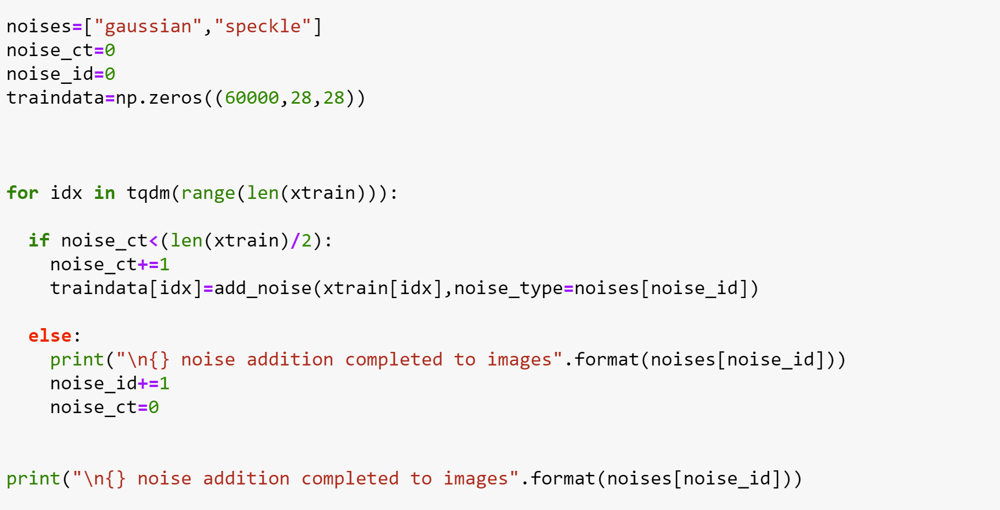 noises=["gaussian","speckle"]
noise_ct=0
noise_id=0
traindata=np.zeros((60000,28,28))
for idx in tqdm(range(len(xtrain))):
  if noise_ct<(len(xtrain)/2):
    noise_ct+=1
    traindata[idx]=add_noise(xtrain[idx],noise_type=noises[noise_id])
  else:
    print("\n{} noise addition completed to images".format(noises[noise_id]))
    noise_id+=1
    noise_ct=0
print("\n{} noise addition completed to images".format(noises[noise_id]))